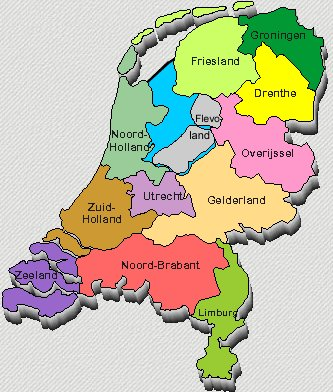 Groningen
Friesland
Drenthe
Flevo
land
Noord-
Holland
Overijssel
Utrecht
Gelderland
Zuid-
Holland
Noord-Brabant
Zeeland
Limburg